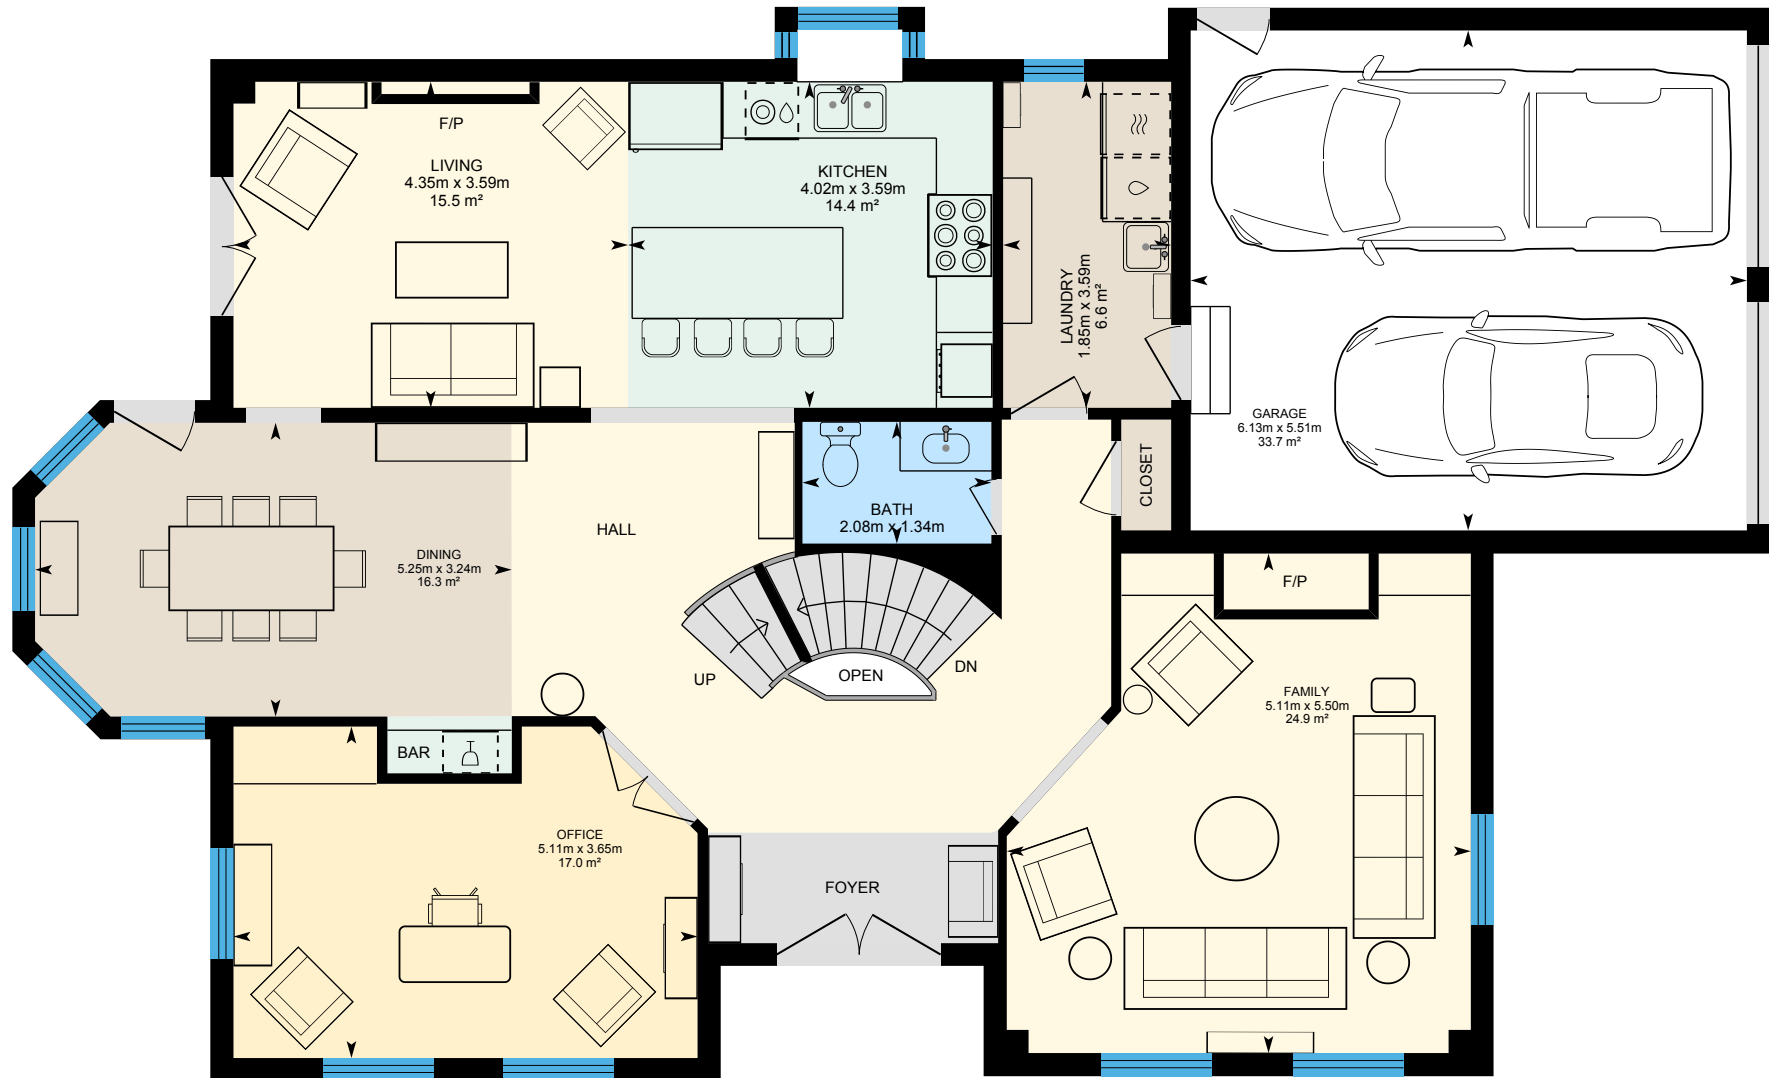 F/P
LIVING
4.35m x 3.59m
15.5 m²
KITCHEN
4.02m x 3.59m
14.4 m²
LAUNDRY
1.85m x 3.59m
6.6 m²
GARAGE
6.13m x 5.51m
33.7 m²
CLOSET
BATH
2.08m x 1.34m
HALL
DINING
5.25m x 3.24m
16.3 m²
F/P
UP
OPEN
DN
FAMILY
5.11m x 5.50m
24.9 m²
BAR
OFFICE
5.11m x 3.65m
17.0 m²
FOYER